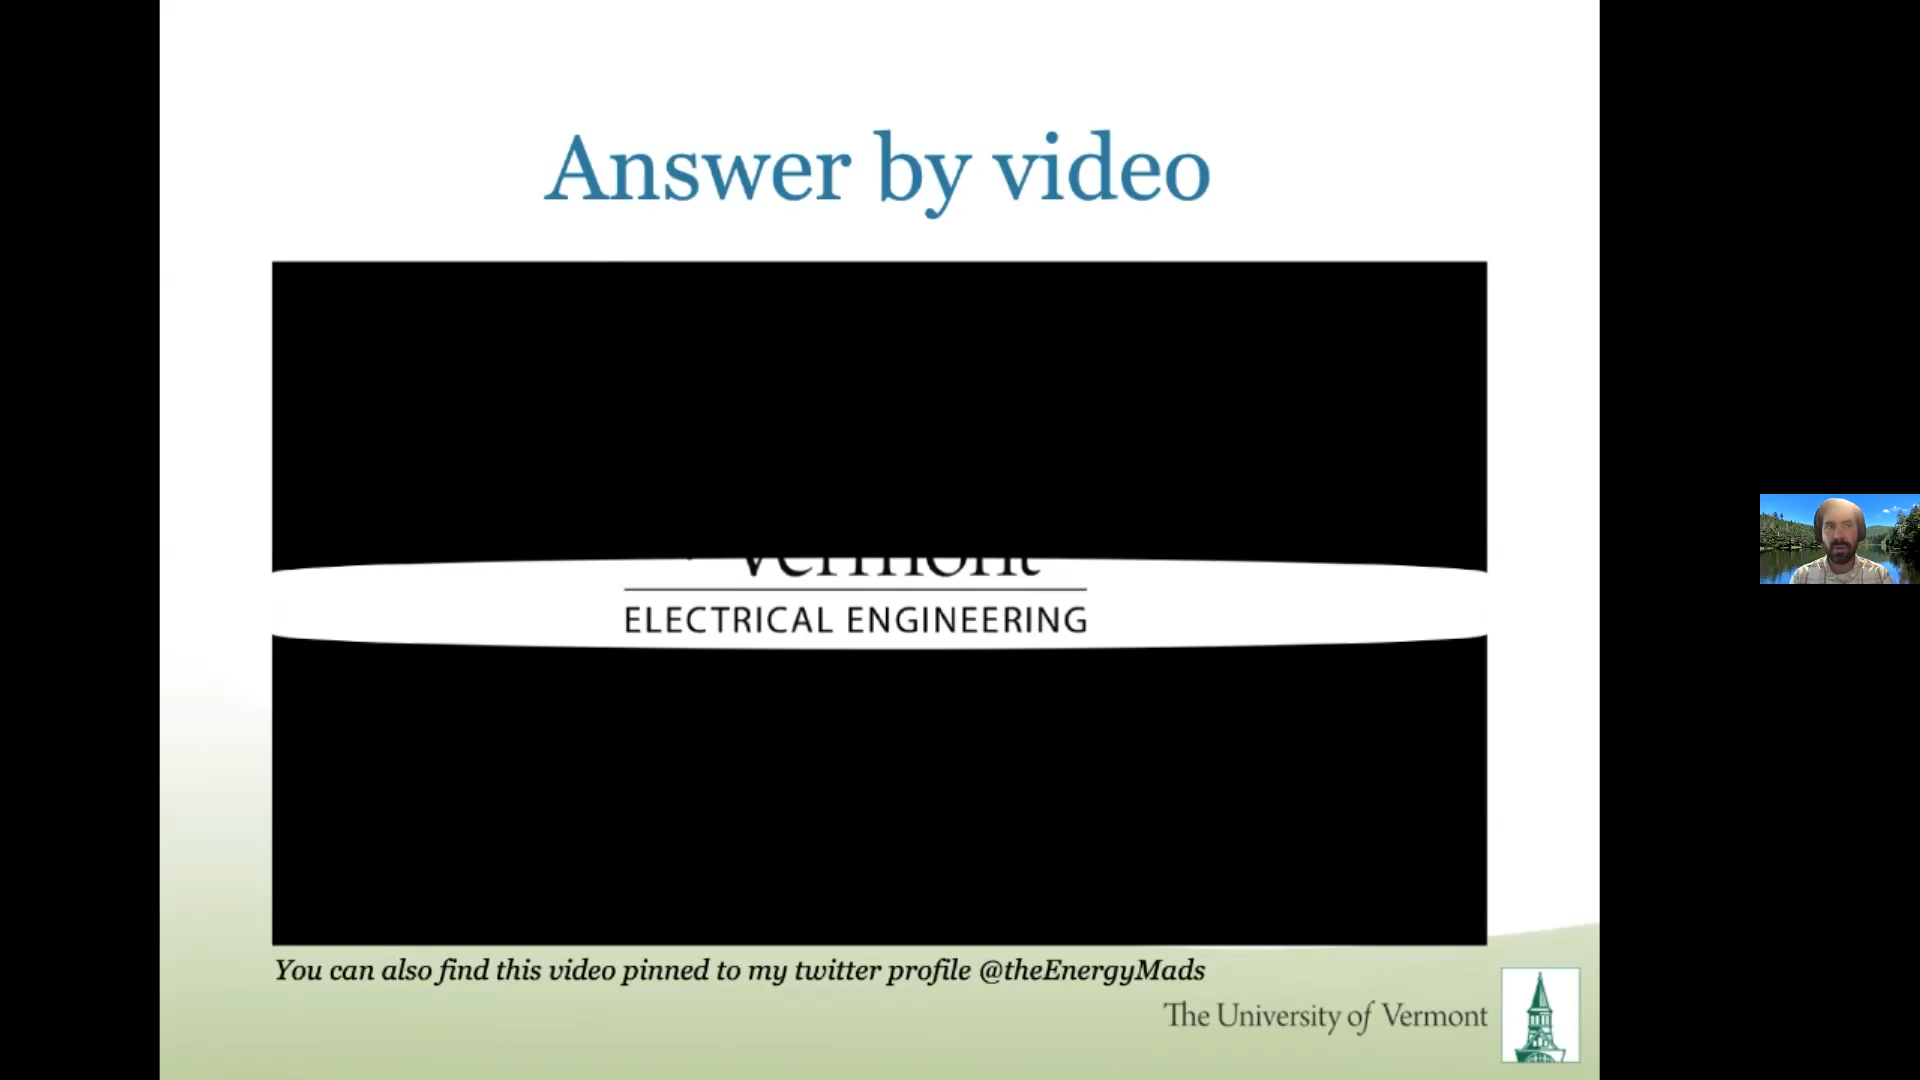 Answer by video
Vermont
ELECTRICAL ENGINEERING
You can also find this video pinned to my twitter profile @theEnergyMads
The University of Vermont